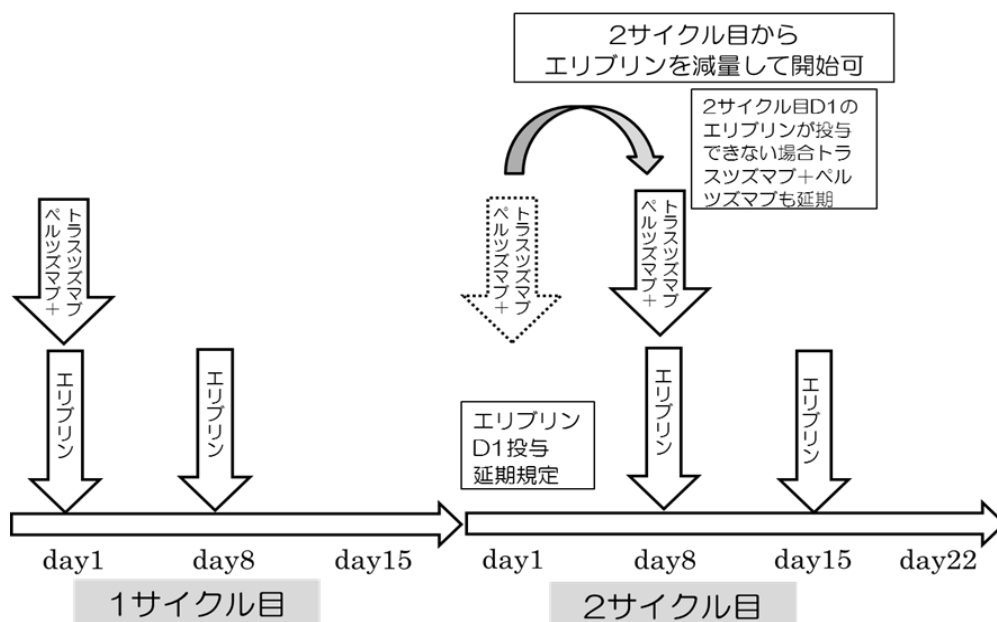 2サイクル目から
エリブリンを減量して開始可
2サイクル目D1の
エリブリンが投与
できない場合トラ
スツズマブ＋ペル
ツズマブも延期
トラスツズマブ
ペルツズマブ＋
トラスツズマブ
ペルツズマブ＋
トラスツズマブ
ペルツズマブ＋
エリブリン
エリブリン
エリブリン
D1投与
延期規定
エリブリン
エリブリン
day1
day8
day15
day1
day8
day15
day22
1サイクル目
2サイクル目